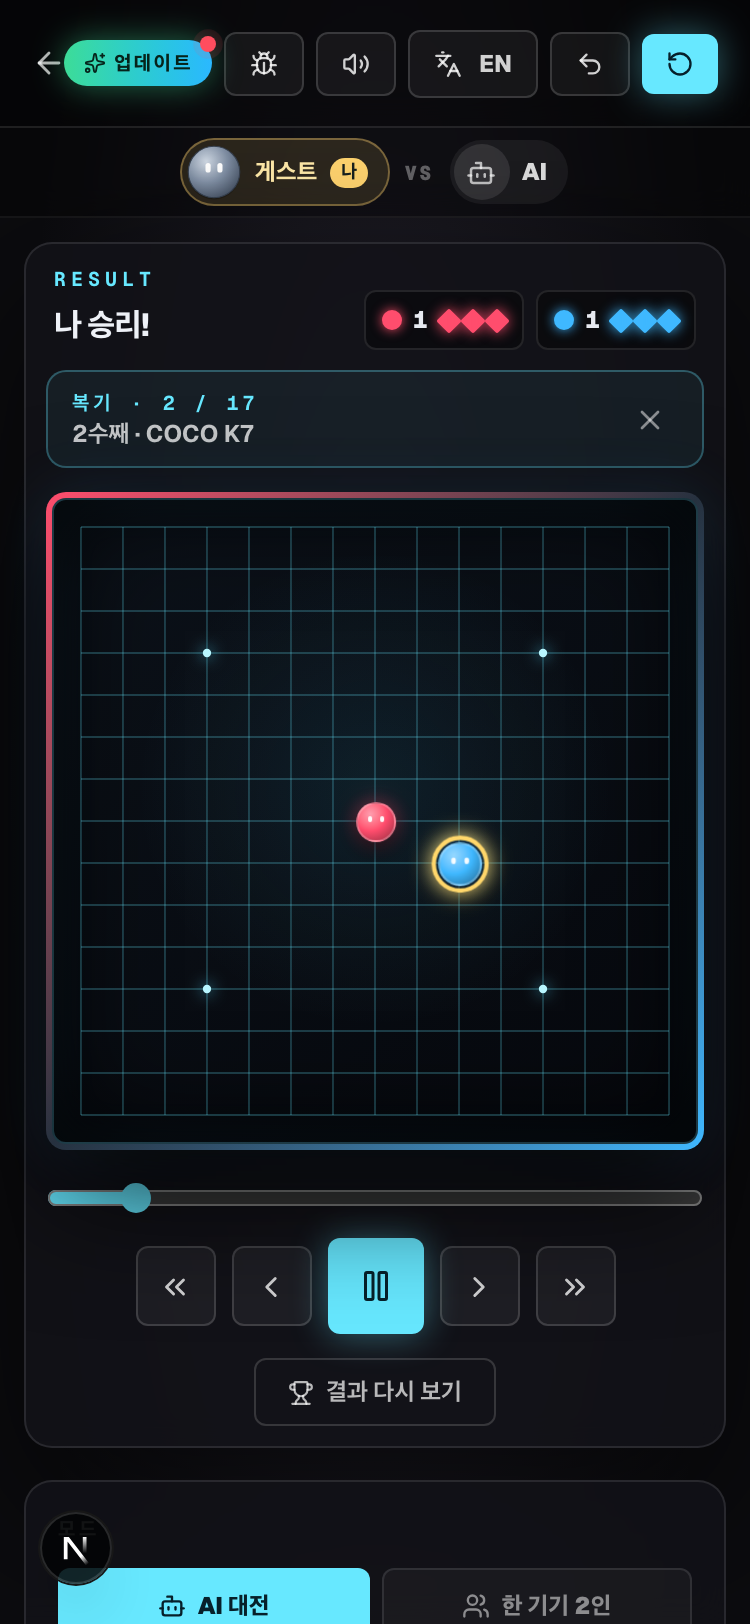 업데이트
EN
게스트 나 VS AI
RESULT
나 승리!
1
1
복기 · 2 / 17
2수째 · COCO K7
결과 다시 보기
모드
N
AI 대전
한 기기 2인